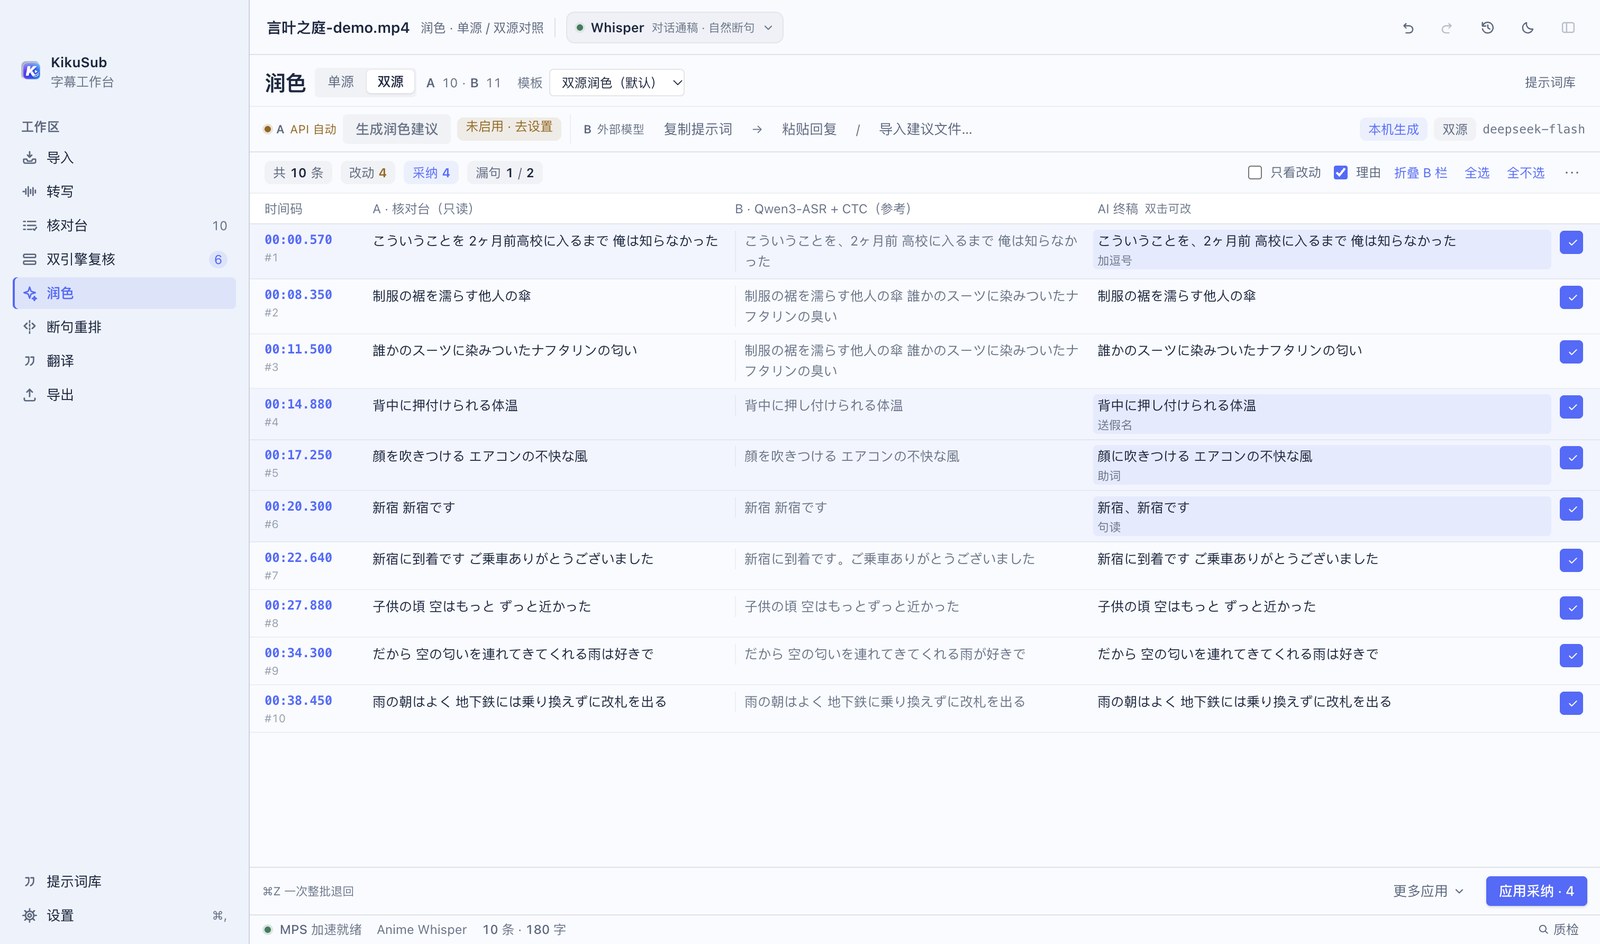 KikuSub
字幕工作台
工作区
导入
转写
核对台 10
双引擎复核 6
润色
断句重排
翻译
导出
提示词库
设置 ⌘,
言叶之庭-demo.mp4 润色 · 单源 / 双源对照 Whisper 对话通稿 · 自然断句
润色 单源 双源 A 10 · B 11 模板 双源润色（默认） 提示词库
A API 自动 生成润色建议 未启用 · 去设置 B 外部模型 复制提示词 → 粘贴回复 / 导入建议文件… 本机生成 双源 deepseek-flash
共 10 条 改动 4 采纳 4 漏句 1 / 2 只看改动 理由 折叠 B 栏 全选 全不选 ···
时间码 A · 核对台（只读） B · Qwen3-ASR + CTC（参考） AI 终稿 双击可改
00:00.570 こういうことを 2ヶ月前高校に入るまで 俺は知らなかった こういうことを、2ヶ月前 高校に入るまで 俺は知らなか こういうことを、2ヶ月前 高校に入るまで 俺は知らなかった
#1 った 加逗号
00:08.350 制服の裾を濡らす他人の傘 制服の裾を濡らす他人の傘 誰かのスーツに染みついたナ 制服の裾を濡らす他人の傘
#2 フタリンの臭い
00:11.500 誰かのスーツに染みついたナフタリンの匂い 制服の裾を濡らす他人の傘 誰かのスーツに染みついたナ 誰かのスーツに染みついたナフタリンの匂い
#3 フタリンの臭い
00:14.880 背中に押付けられる体温 背中に押し付けられる体温 背中に押し付けられる体温
#4 送假名
00:17.250 顔を吹きつける エアコンの不快な風 顔を吹きつける エアコンの不快な風 顔に吹きつける エアコンの不快な風
#5 助词
00:20.300 新宿 新宿です 新宿 新宿です 新宿、新宿です
#6 句读
00:22.640 新宿に到着です ご乗車ありがとうございました 新宿に到着です。ご乗車ありがとうございました 新宿に到着です ご乗車ありがとうございました
#7
00:27.880 子供の頃 空はもっと ずっと近かった 子供の頃 空はもっとずっと近かった 子供の頃 空はもっと ずっと近かった
#8
00:34.300 だから 空の匂いを連れてきてくれる雨は好きで だから 空の匂いを連れてきてくれる雨が好きで だから 空の匂いを連れてきてくれる雨は好きで
#9
00:38.450 雨の朝はよく 地下鉄には乗り換えずに改札を出る 雨の朝はよく 地下鉄に乗り換えずに改札を出る 雨の朝はよく 地下鉄には乗り換えずに改札を出る
#10
⌘Z 一次整批退回 更多应用 应用采纳 · 4
MPS 加速就绪 Anime Whisper 10 条 · 180 字 质检